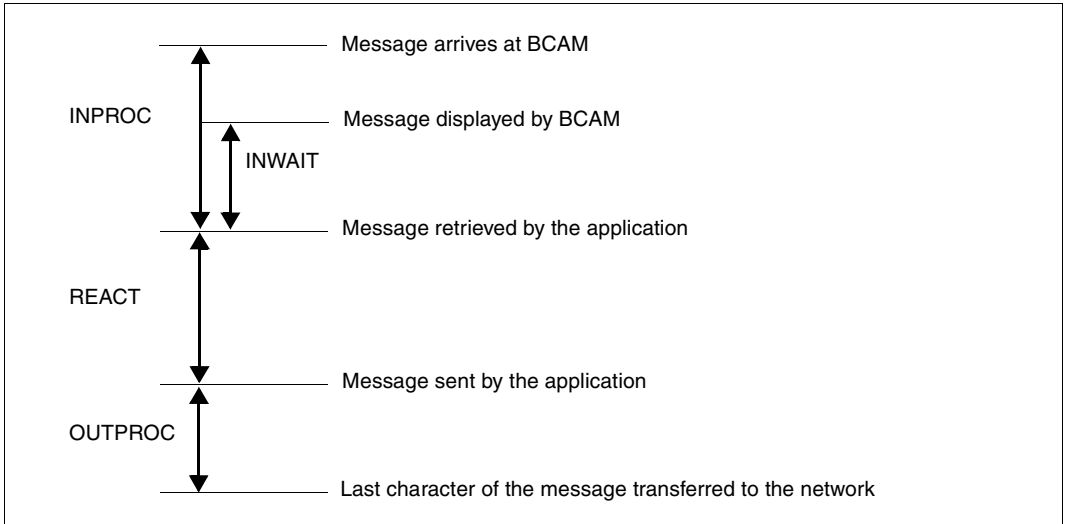 Message arrives at BCAM
INPROC
Message displayed by BCAM
INWAIT
Message retrieved by the application
REACT
Message sent by the application
OUTPROC
Last character of the message transferred to the network